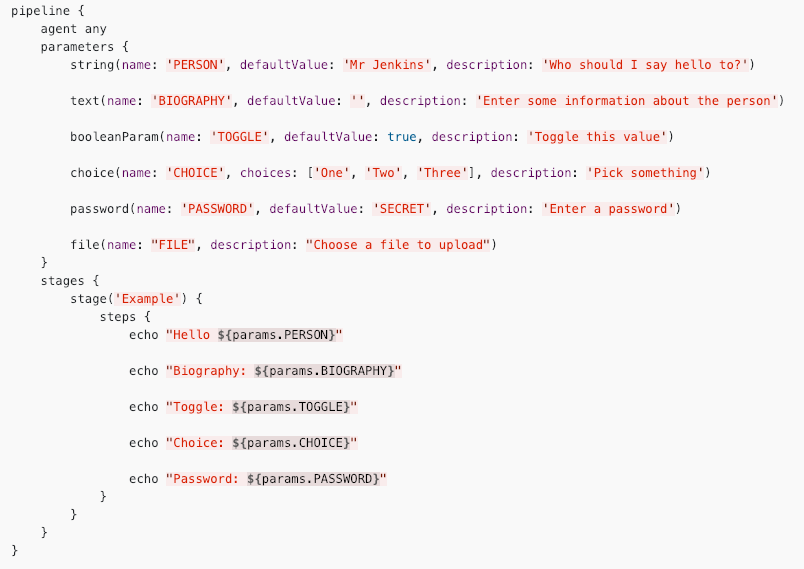 pipeline {
    agent any
    parameters {
        string(name: 'PERSON', defaultValue: 'Mr Jenkins', description: 'Who should I say hello to?')

        text(name: 'BIOGRAPHY', defaultValue: '', description: 'Enter some information about the person')

        booleanParam(name: 'TOGGLE', defaultValue: true, description: 'Toggle this value')

        choice(name: 'CHOICE', choices: ['One', 'Two', 'Three'], description: 'Pick something')

        password(name: 'PASSWORD', defaultValue: 'SECRET', description: 'Enter a password')

        file(name: "FILE", description: "Choose a file to upload")
    }
    stages {
        stage('Example') {
            steps {
                echo "Hello ${params.PERSON}"

                echo "Biography: ${params.BIOGRAPHY}"

                echo "Toggle: ${params.TOGGLE}"

                echo "Choice: ${params.CHOICE}"

                echo "Password: ${params.PASSWORD}"
            }
        }
    }
}